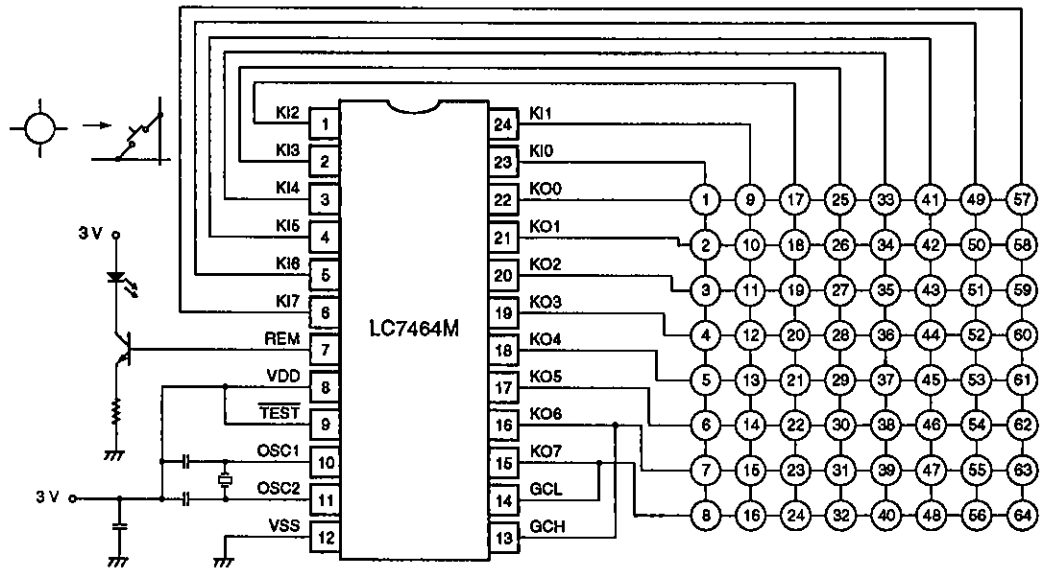 KI2
1
KI3
2
KI4
3
KI5
4
KI6
5
KI7
6
REM
7
VDD
8
TEST
9
OSC1
10
OSC2
11
VSS
12
3 V
3 V
LC7464M
24
KI1
23
KI0
22
KO0
21
KO1
20
KO2
19
KO3
18
KO4
17
KO5
16
KO6
15
KO7
14
GCL
13
GCH
1 9 17 25 33 41 49 57
2 10 18 26 34 42 50 58
3 11 19 27 35 43 51 59
4 12 20 28 36 44 52 60
5 13 21 29 37 45 53 61
6 14 22 30 38 46 54 62
7 15 23 31 39 47 55 63
8 16 24 32 40 48 56 64